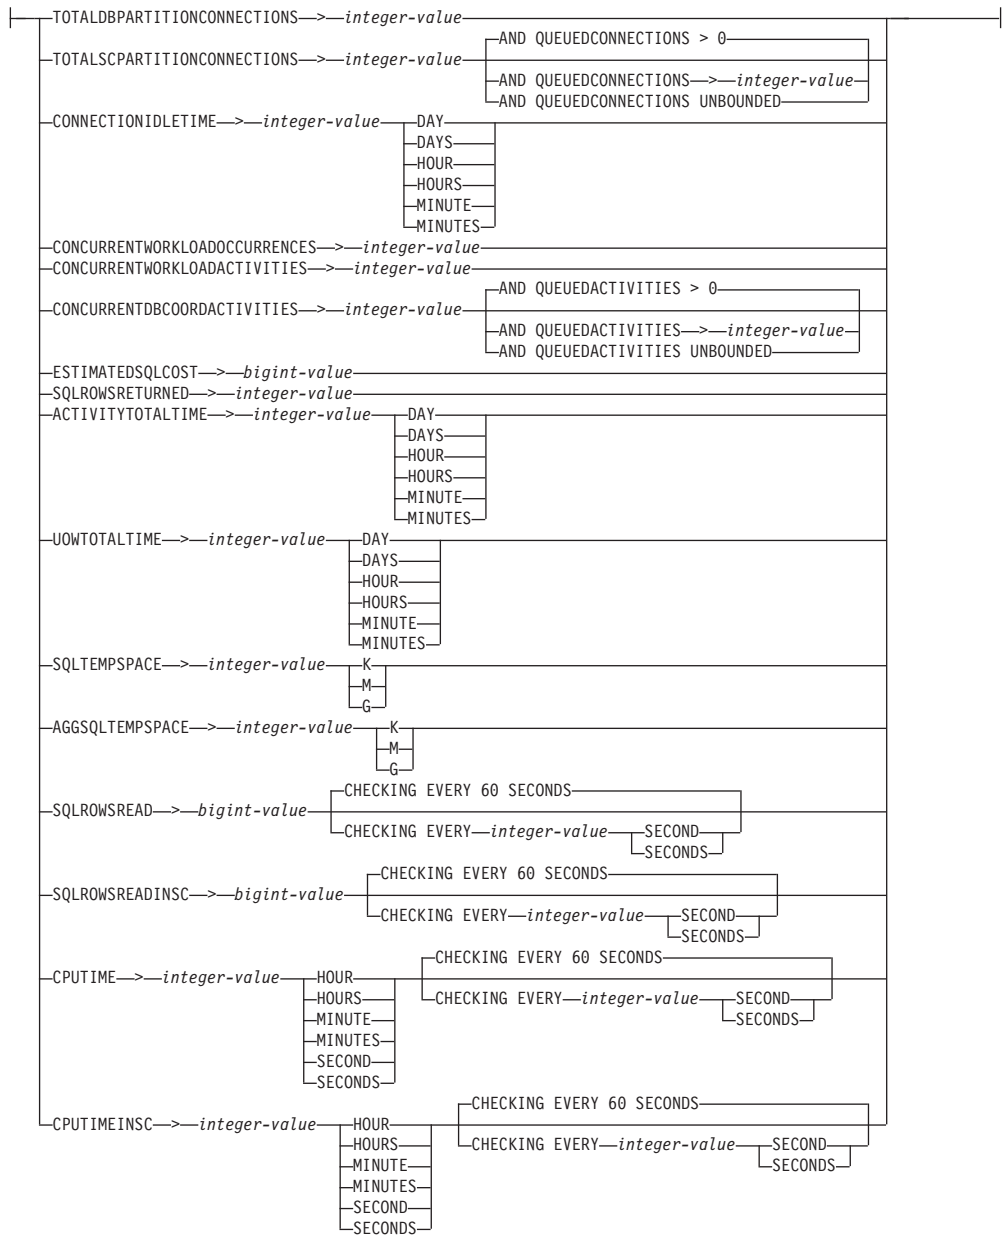 TOTALDBPARTITIONCONNECTIONS > integer-value
AND QUEUEDCONNECTIONS > 0
TOTALSCPARTITIONCONNECTIONS > integer-value
AND QUEUEDCONNECTIONS > integer-value
AND QUEUEDCONNECTIONS UNBOUNDED
CONNECTIONIDLETIME > integer-value DAY
DAYS
HOUR
HOURS
MINUTE
MINUTES
CONCURRENTWORKLOADOCCURRENCES > integer-value
CONCURRENTWORKLOADACTIVITIES > integer-value
AND QUEUEDACTIVITIES > 0
CONCURRENTDBCOORDACTIVITIES > integer-value
AND QUEUEDACTIVITIES > integer-value
AND QUEUEDACTIVITIES UNBOUNDED
ESTIMATEDSQLCOST > bigint-value
SQLROWSRETURNED > integer-value
ACTIVITYTOTALTIME > integer-value DAY
DAYS
HOUR
HOURS
MINUTE
MINUTES
UOWTOTALTIME > integer-value DAY
DAYS
HOUR
HOURS
MINUTE
MINUTES
SQLTEMPSPACE > integer-value K
M
G
AGGSQLTEMPSPACE > integer-value K
M
G
CHECKING EVERY 60 SECONDS
SQLROWSREAD > bigint-value
CHECKING EVERY integer-value SECOND
SECONDS
CHECKING EVERY 60 SECONDS
SQLROWSREADINSC > bigint-value
CHECKING EVERY integer-value SECOND
SECONDS
CHECKING EVERY 60 SECONDS
CPUTIME > integer-value HOUR
HOURS CHECKING EVERY integer-value SECOND
MINUTE SECONDS
MINUTES
SECOND
SECONDS
CHECKING EVERY 60 SECONDS
CPUTIMEINSC > integer-value HOUR
HOURS CHECKING EVERY integer-value SECOND
MINUTE SECONDS
MINUTES
SECOND
SECONDS